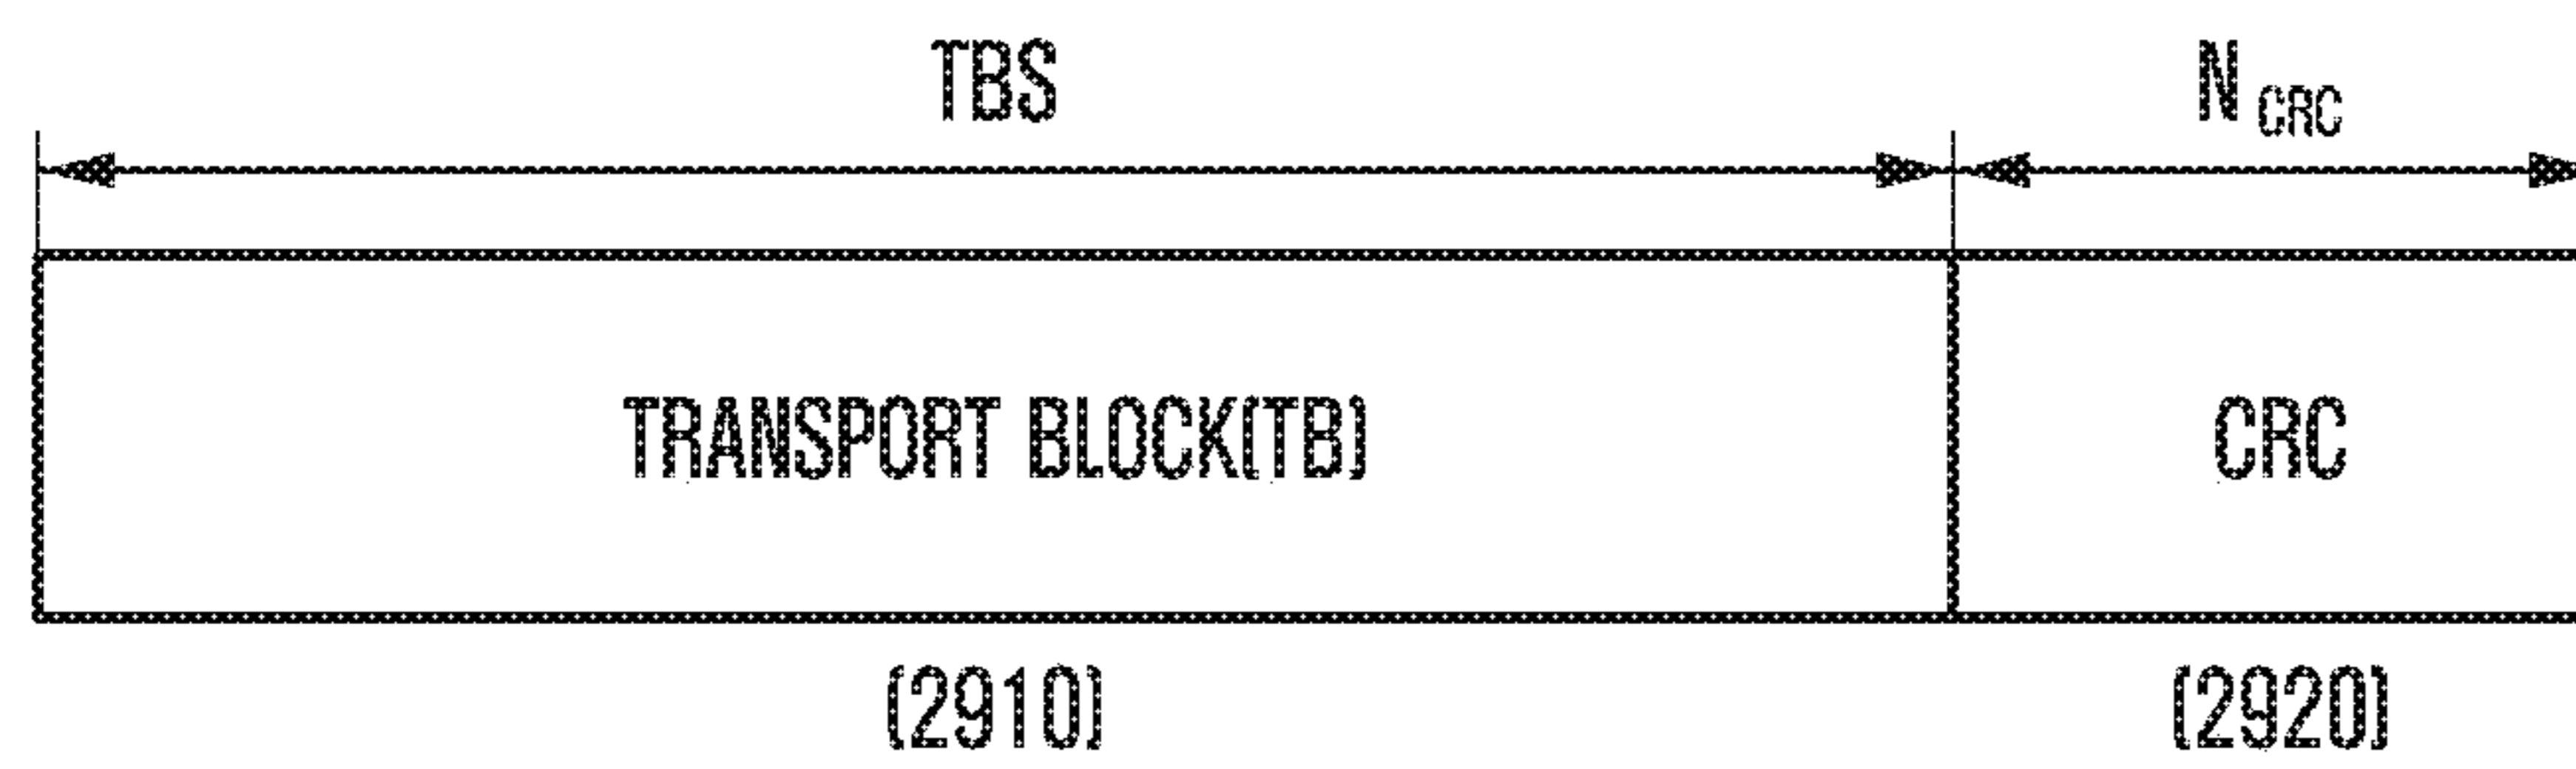 TBS N CRC
TRANSPORT BLOCK(TB) CRC
(2910) (2920)